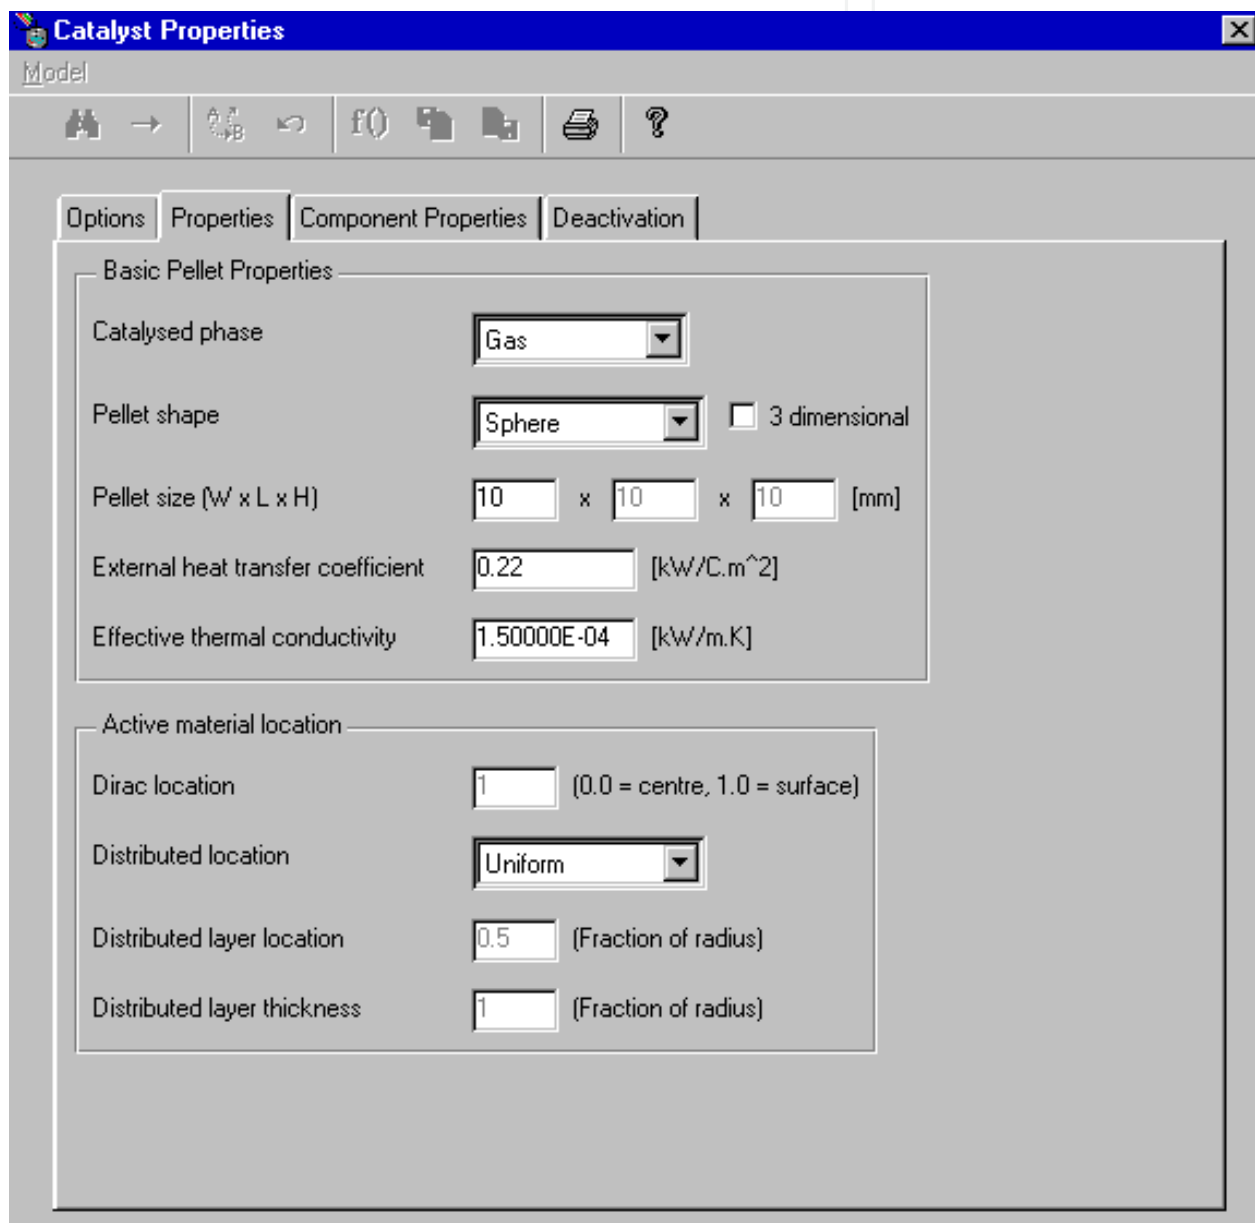 Catalyst Properties
Model
f()
Options Properties Component Properties Deactivation
Basic Pellet Properties
Catalysed phase Gas
Pellet shape Sphere 3 dimensional
Pellet size (W x L x H) 10 x 10 x 10 [mm]
External heat transfer coefficient 0.22 [kW/C.m^2]
Effective thermal conductivity 1.50000E-04 [kW/m.K]
Active material location
Dirac location 1 (0.0 = centre, 1.0 = surface)
Distributed location Uniform
Distributed layer location 0.5 (Fraction of radius)
Distributed layer thickness 1 (Fraction of radius)